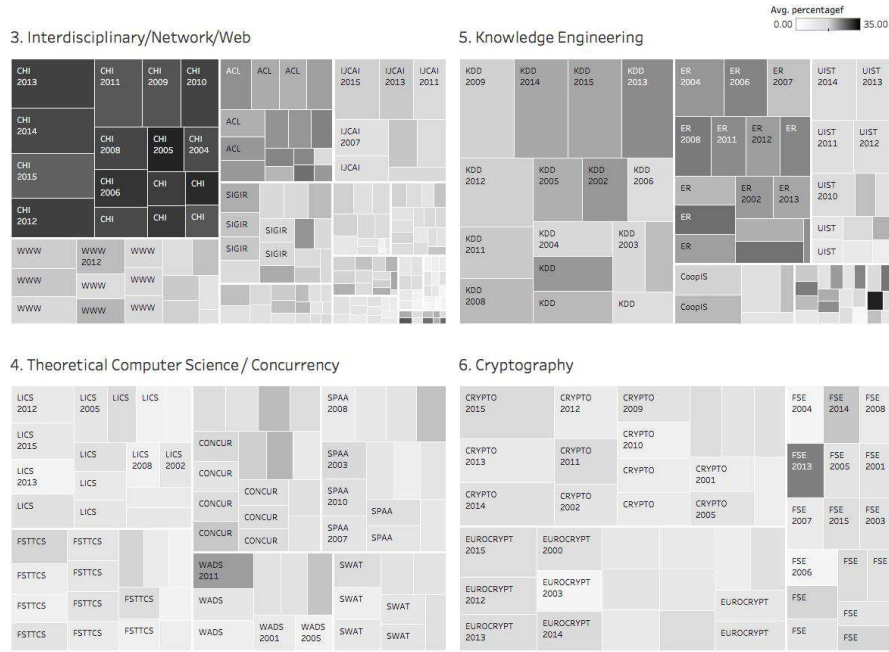 Avg. percentagef
0.00 35.00
3. Interdisciplinary/Network/Web
CHI
2013
CHI
2011
CHI
2009
CHI
2010
CHI
2014
CHI
2008
CHI
2005
CHI
2004
CHI
2015
CHI
2006
CHI
CHI
CHI
2012
CHI
CHI
CHI
ACL
ACL
ACL
ACL
ACL
IJCAI
2015
IJCAI
2013
IJCAI
2011
IJCAI
2007
IJCAI
SIGIR
SIGIR
SIGIR
SIGIR
SIGIR
WWW
WWW
2012
WWW
WWW
WWW
WWW
WWW
WWW
WWW
5. Knowledge Engineering
KDD
2009
KDD
2014
KDD
2015
KDD
2013
KDD
2012
KDD
2005
KDD
2002
KDD
2006
KDD
2011
KDD
2004
KDD
2003
KDD
KDD
2008
KDD
KDD
ER
2004
ER
2006
ER
2007
ER
2008
ER
2011
ER
2012
ER
ER
ER
2002
ER
2013
ER
ER
UIST
2014
UIST
2013
UIST
2011
UIST
2012
UIST
2010
UIST
UIST
CoopIS
CoopIS
4. Theoretical Computer Science / Concurrency
LICS
2012
LICS
2005
LICS
LICS
LICS
2015
LICS
LICS
2008
LICS
2002
LICS
2013
LICS
LICS
LICS
CONCUR
CONCUR
CONCUR
CONCUR
CONCUR
CONCUR
CONCUR
SPAA
2008
SPAA
2003
SPAA
2010
SPAA
SPAA
2007
SPAA
FSTTCS
FSTTCS
FSTTCS
FSTTCS
FSTTCS
FSTTCS
FSTTCS
FSTTCS
FSTTCS
FSTTCS
WADS
2011
WADS
WADS
WADS
2001
WADS
2005
SWAT
SWAT
SWAT
SWAT
SWAT
6. Cryptography
CRYPTO
2015
CRYPTO
2012
CRYPTO
2009
CRYPTO
2010
CRYPTO
2013
CRYPTO
2011
CRYPTO
CRYPTO
2001
CRYPTO
2014
CRYPTO
2002
CRYPTO
CRYPTO
2005
EUROCRYPT
2015
EUROCRYPT
2000
EUROCRYPT
2012
EUROCRYPT
2003
EUROCRYPT
EUROCRYPT
2013
EUROCRYPT
2014
EUROCRYPT
FSE
2004
FSE
2014
FSE
2008
FSE
2013
FSE
2005
FSE
2001
FSE
2007
FSE
2015
FSE
2003
FSE
2006
FSE
FSE
FSE
FSE
FSE
FSE